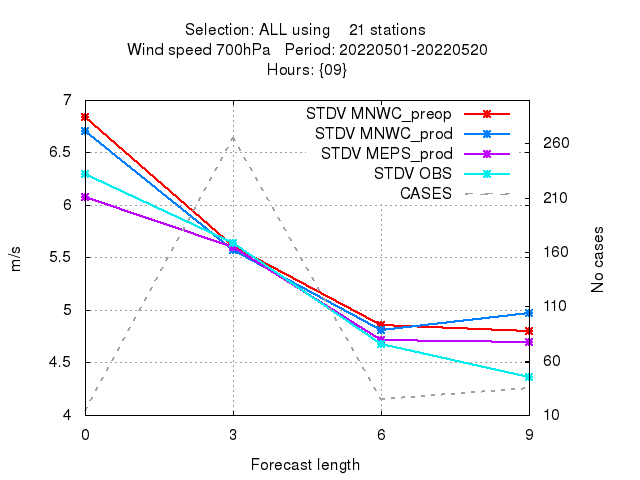 Selection: ALL using 21 stations
Wind speed 700hPa Period: 20220501-20220520
Hours: {09}
STDV MNWC_preop
STDV MNWC_prod
STDV MEPS_prod
STDV OBS
CASES
7
6.5
6
5.5
5
4.5
4
260
210
160
110
60
10
m/s
No cases
0 3 6 9
Forecast length